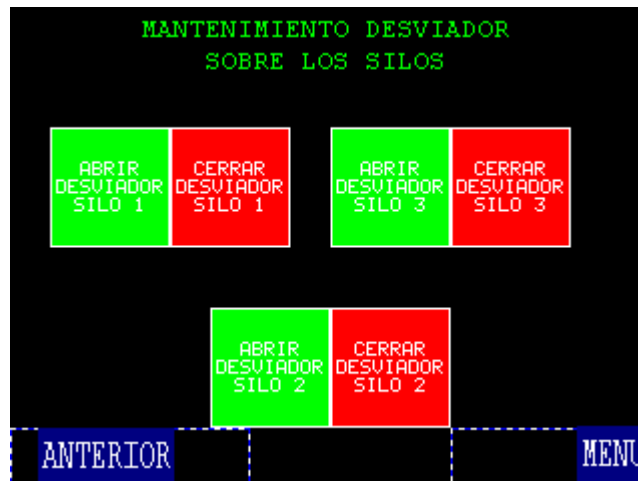 MANTENIMIENTO DESVIADOR
SOBRE LOS SILOS
ABRIR
DESVIADOR
SILO 1
CERRAR
DESVIADOR
SILO 1
ABRIR
DESVIADOR
SILO 3
CERRAR
DESVIADOR
SILO 3
ABRIR
DESVIADOR
SILO 2
CERRAR
DESVIADOR
SILO 2
ANTERIOR
MENU